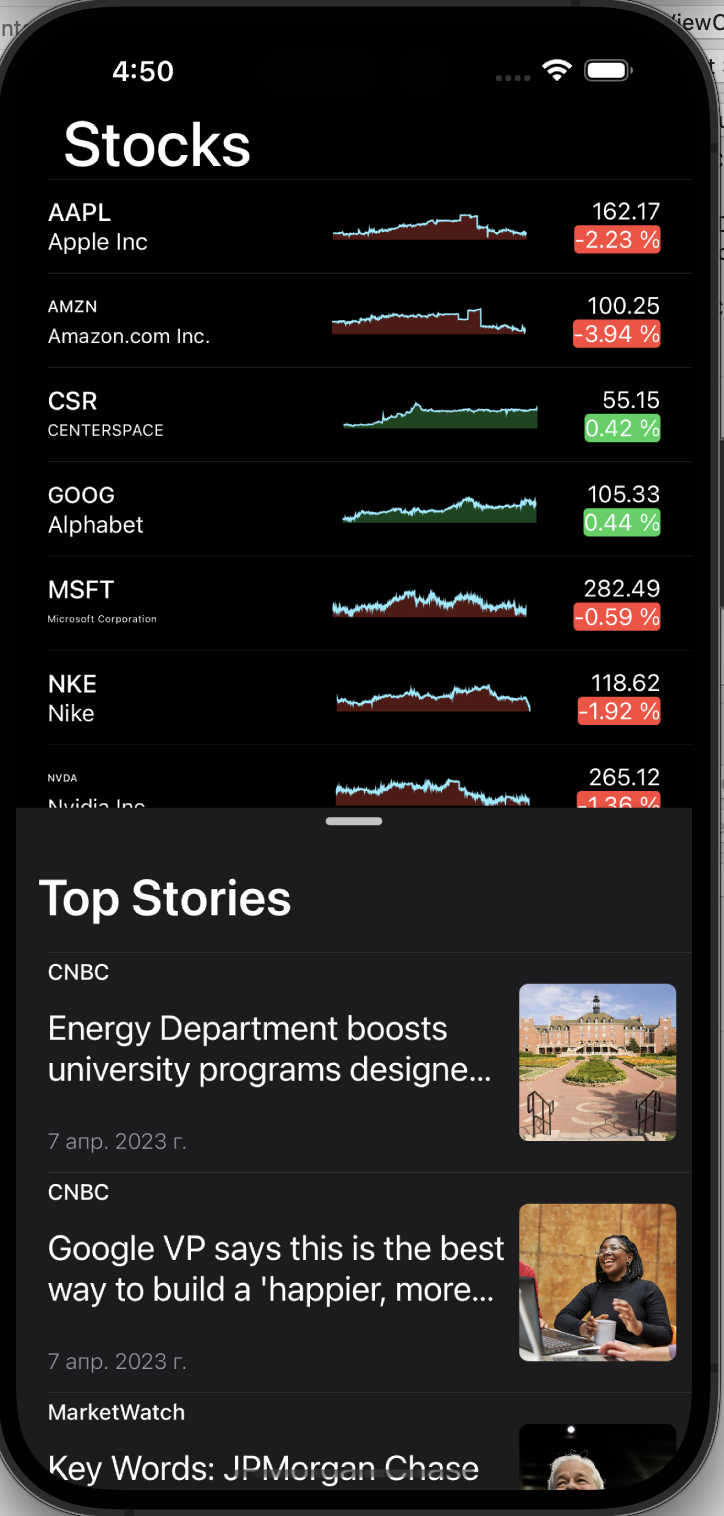 4:50
Stocks
AAPL
Apple Inc
162.17
-2.23 %
AMZN
Amazon.com Inc.
100.25
-3.94 %
CSR
CENTERSPACE
55.15
0.42 %
GOOG
Alphabet
105.33
0.44 %
MSFT
Microsoft Corporation
282.49
-0.59 %
NKE
Nike
118.62
-1.92 %
NVDA
Nvidia Inc
265.12
-1.36 %
Top Stories
CNBC
Energy Department boosts
university programs designe...
7 апр. 2023 г.
CNBC
Google VP says this is the best
way to build a 'happier, more...
7 апр. 2023 г.
MarketWatch
Key Words: JPMorgan Chase